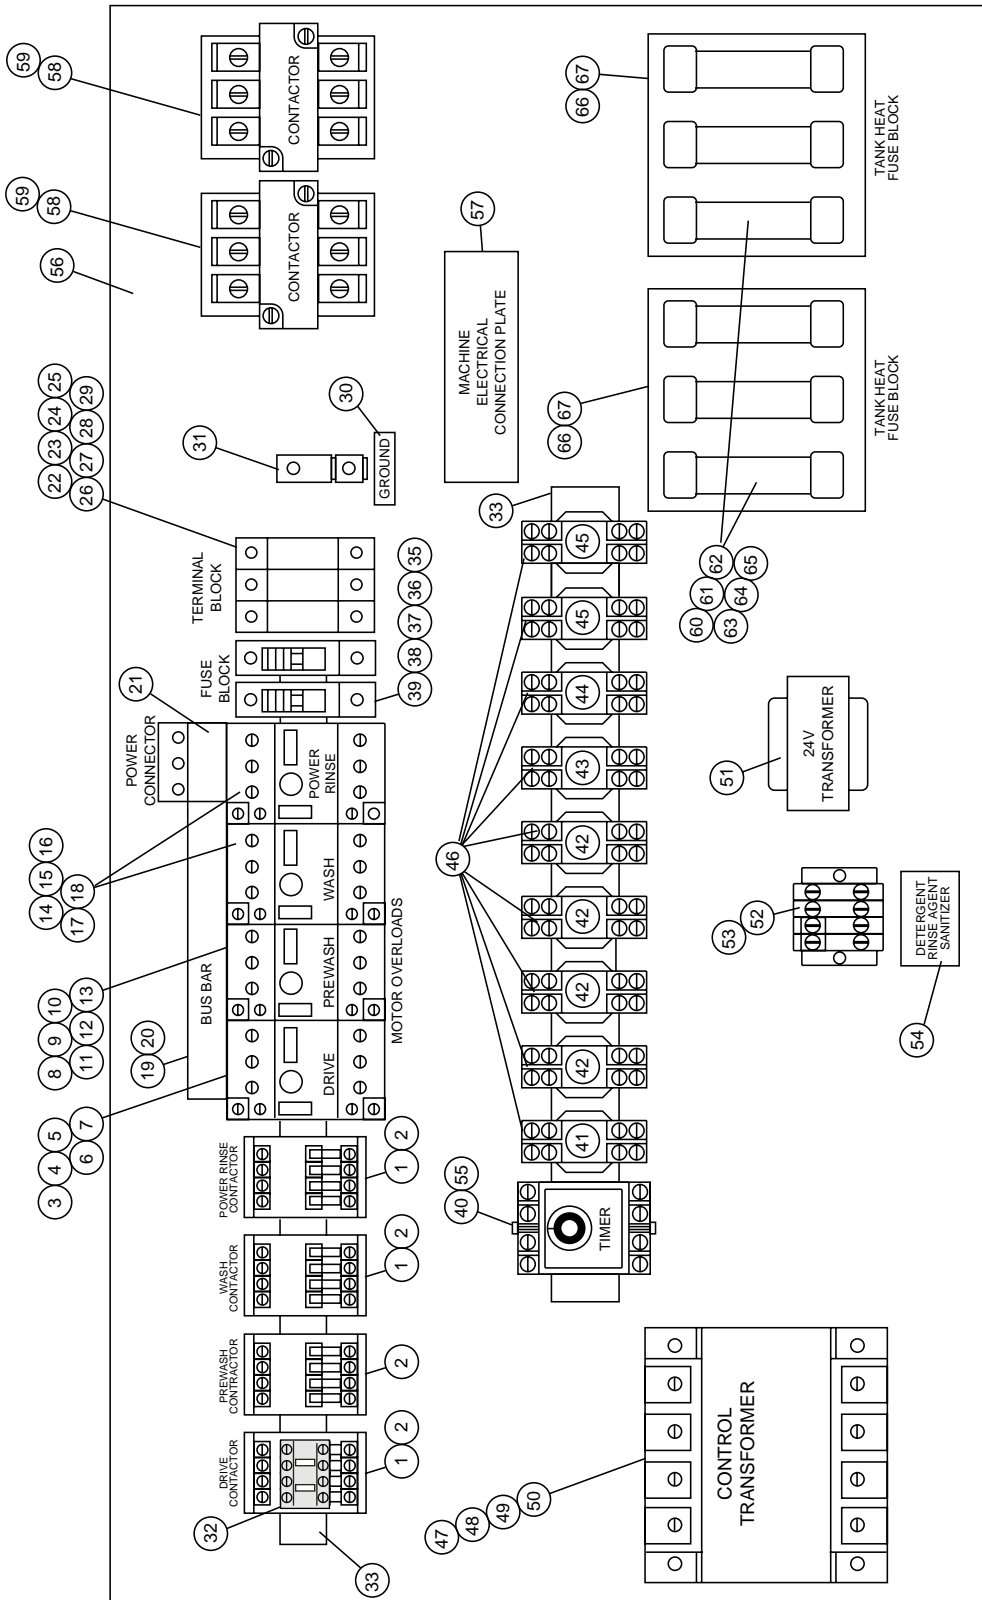 3 4 5
6 7
8 9 10
11 12 13
19 20
14 15 16
17 18
POWER
CONNECTOR
21
22 23 24 25
26 27 28 29
56
59
58
59
58
32
33
DRIVE
CONTACTOR
1 2
PREWASH
CONTRACTOR
2
WASH
CONTACTOR
1 2
POWER RINSE
CONTACTOR
1 2
BUS BAR
DRIVE
PREWASH
WASH
POWER
RINSE
MOTOR OVERLOADS
FUSE
BLOCK
39 38 37 36 35
TERMINAL
BLOCK
31
30
GROUND
CONTACTOR
CONTACTOR
40 55
TIMER
46
41
42
42
42
42
43
44
45
45
33
MACHINE
ELECTRICAL
CONNECTION PLATE
57
47
48
49
50
CONTROL
TRANSFORMER
54
DETERGENT
RINSE AGENT
SANITIZER
53
52
51
24V
TRANSFORMER
60 61 62
63 64 65
66 67
TANK HEAT
FUSE BLOCK
66 67
TANK HEAT
FUSE BLOCK